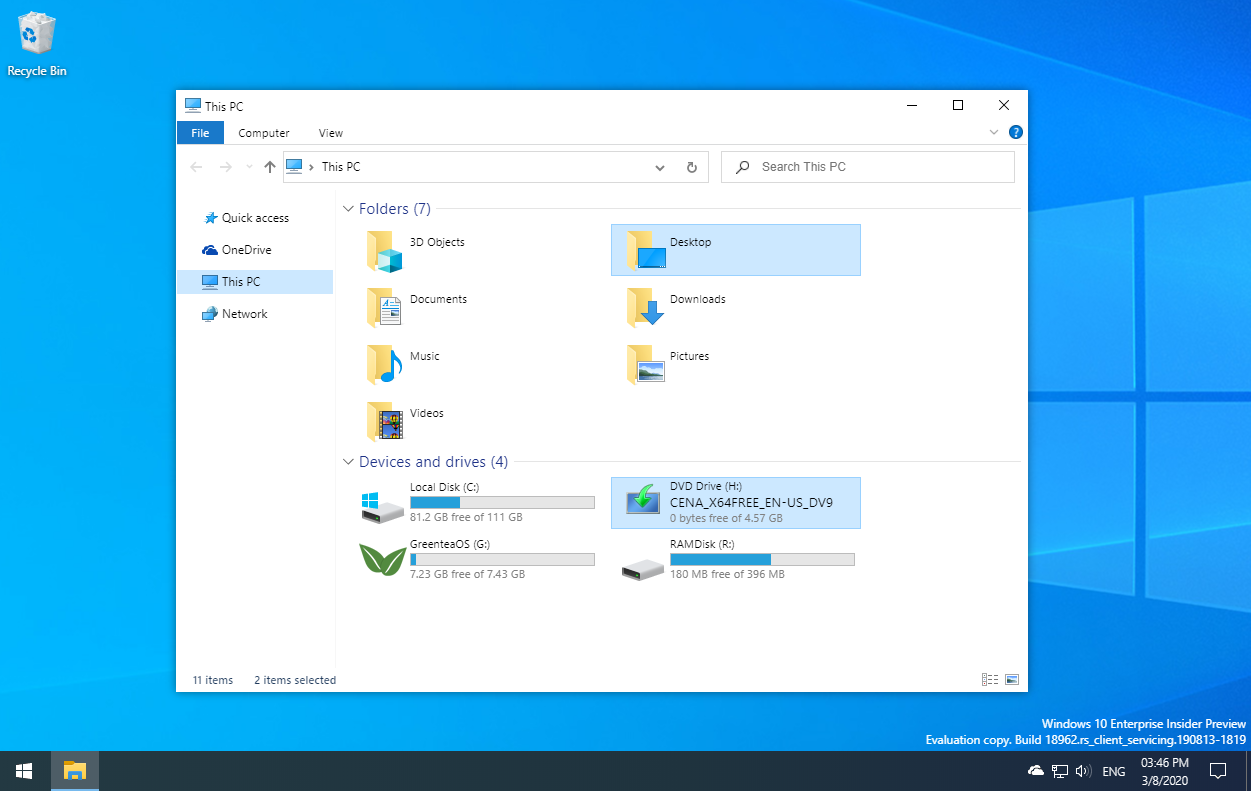 Recycle Bin
This PC
File Computer View
?
This PC
Search This PC
Quick access
OneDrive
This PC
Network
Folders (7)
3D Objects
Desktop
Documents
Downloads
Music
Pictures
Videos
Devices and drives (4)
Local Disk (C:)
81.2 GB free of 111 GB
DVD Drive (H:)
CENA_X64FREE_EN-US_DV9
0 bytes free of 4.57 GB
GreenteaOS (G:)
7.23 GB free of 7.43 GB
RAMDisk (R:)
180 MB free of 396 MB
11 items 2 items selected
Windows 10 Enterprise Insider Preview
Evaluation copy. Build 18962.rs_client_servicing.190813-1819
ENG
03:46 PM
3/8/2020